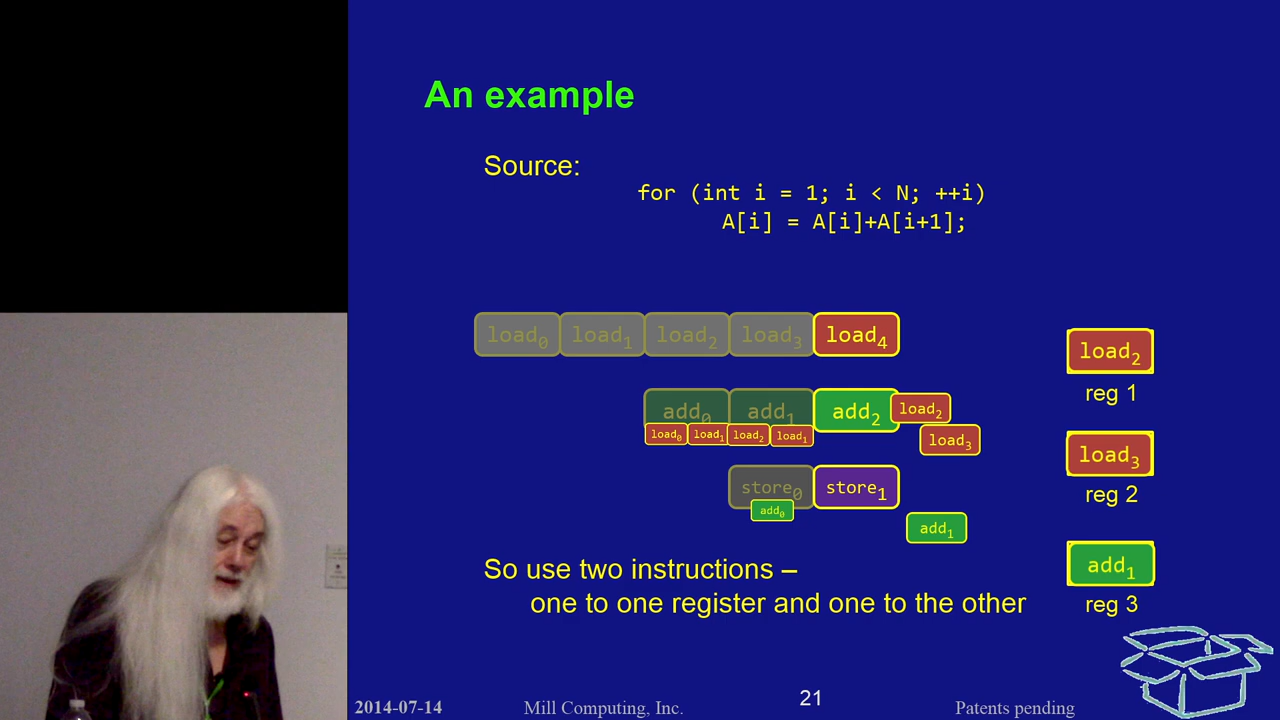 An example
Source:
for (int i = 1; i < N; ++i)
A[i] = A[i]+A[i+1];
load0 load1 load2 load3 load4
load2
reg 1
add0 add1 add2 load2
load0 load1 load2 load1
load3
load3
reg 2
store0 store1
add0
add1
add1
reg 3
So use two instructions –
one to one register and one to the other
2014-07-14 Mill Computing, Inc. 21 Patents pending